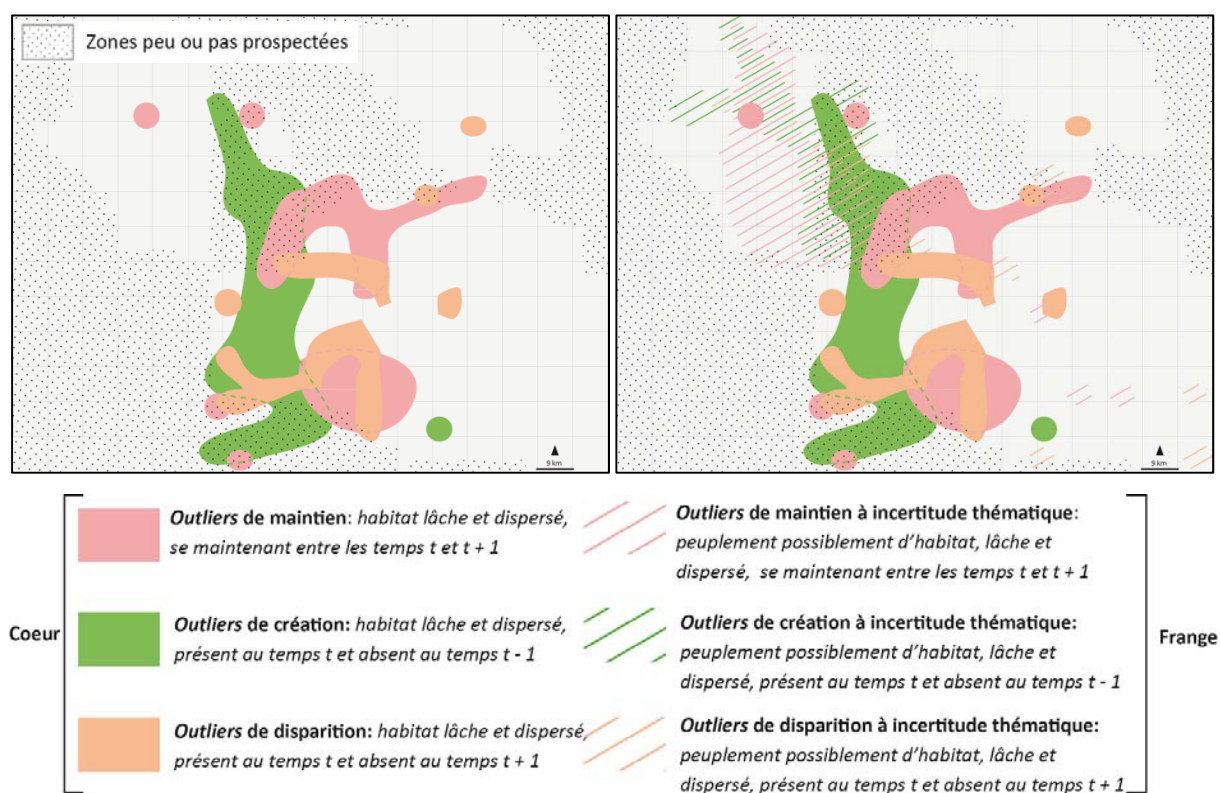 Zones peu ou pas prospectées
9 km
9 km
Coeur
Outliers de maintien: habitat lâche et dispersé,
se maintenant entre les temps t et t + 1
Outliers de création: habitat lâche et dispersé,
présent au temps t et absent au temps t - 1
Outliers de disparition: habitat lâche et dispersé,
présent au temps t et absent au temps t + 1
Outliers de maintien à incertitude thématique:
peuplement possiblement d'habitat, lâche et
dispersé, se maintenant entre les temps t et t + 1
Outliers de création à incertitude thématique:
peuplement possiblement d'habitat, lâche et
dispersé, présent au temps t et absent au temps t - 1
Outliers de disparition à incertitude thématique:
peuplement possiblement d'habitat, lâche et
dispersé, présent au temps t et absent au temps t + 1
Frange